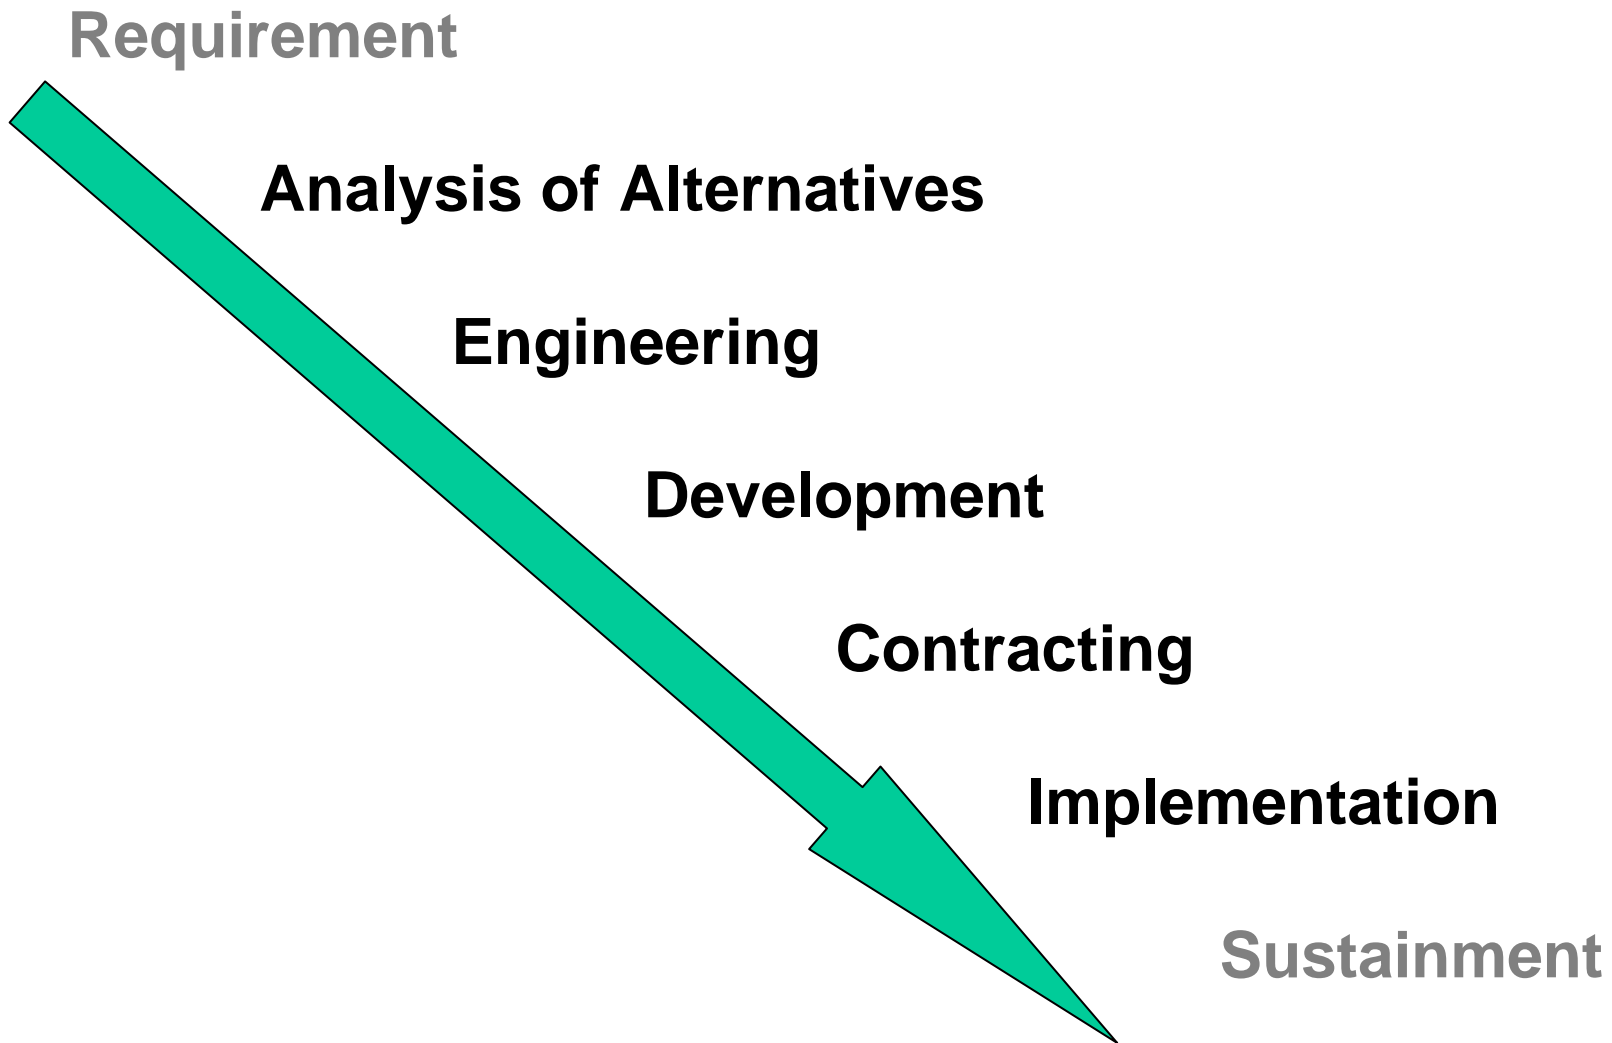 Requirement
Analysis of Alternatives
Engineering
Development
Contracting
Implementation
Sustainment